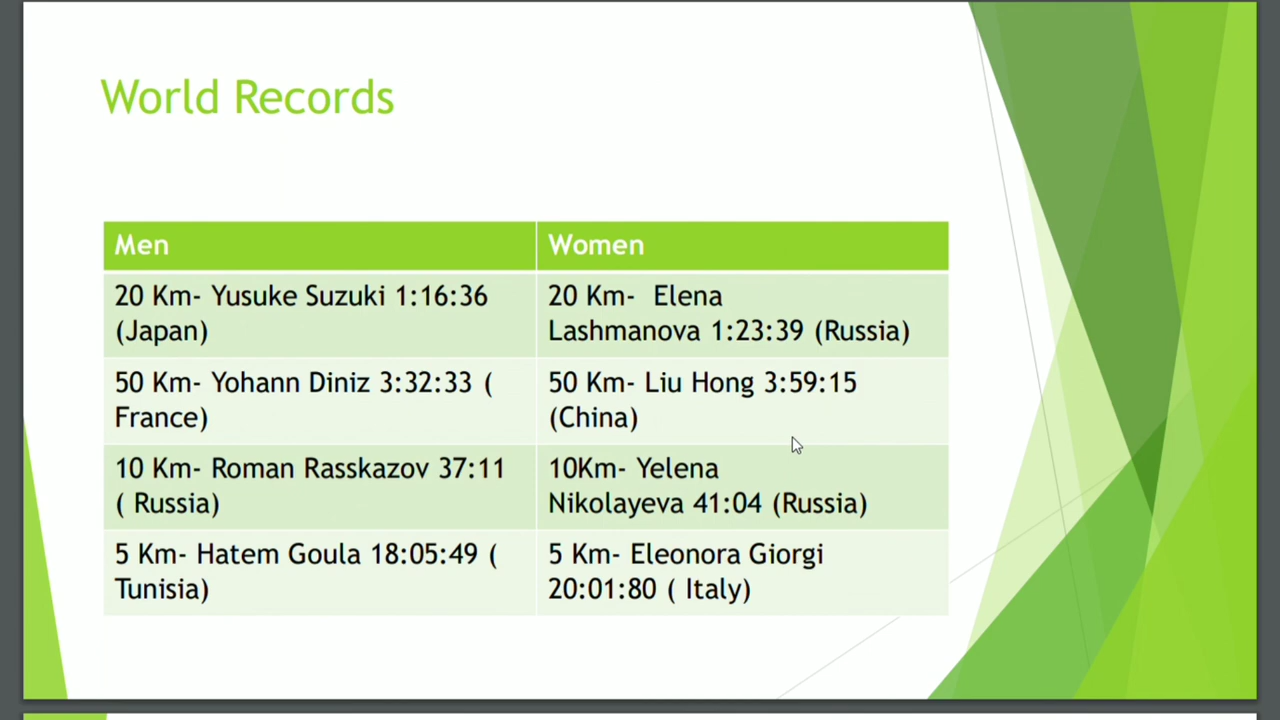 World Records
Men
Women
20 Km- Yusuke Suzuki 1:16:36
(Japan)
20 Km-  Elena
Lashmanova 1:23:39 (Russia)
50 Km- Yohann Diniz 3:32:33 (
France)
50 Km- Liu Hong 3:59:15
(China)
10 Km- Roman Rasskazov 37:11
( Russia)
10Km- Yelena
Nikolayeva 41:04 (Russia)
5 Km- Hatem Goula 18:05:49 (
Tunisia)
5 Km- Eleonora Giorgi
20:01:80 ( Italy)